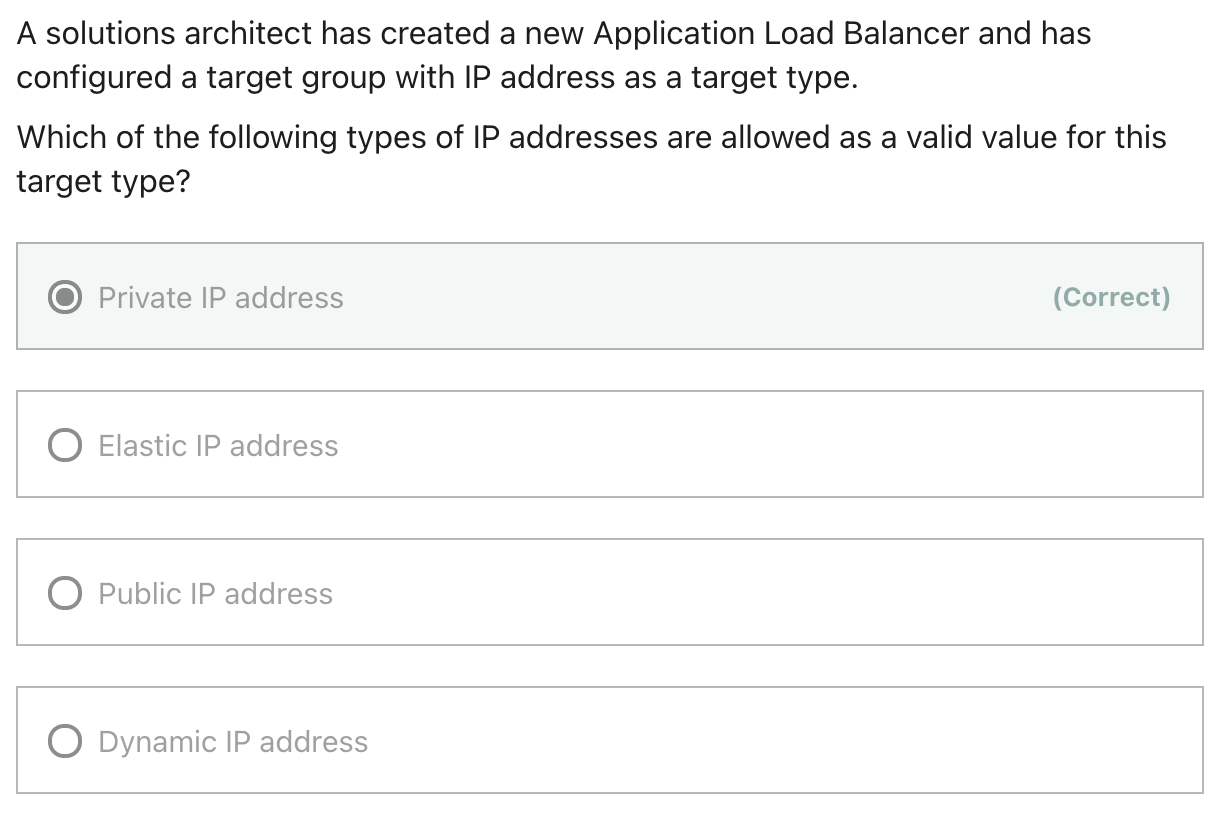 A solutions architect has created a new Application Load Balancer and has
configured a target group with IP address as a target type.
Which of the following types of IP addresses are allowed as a valid value for this
target type?
Private IP address (Correct)
Elastic IP address
Public IP address
Dynamic IP address